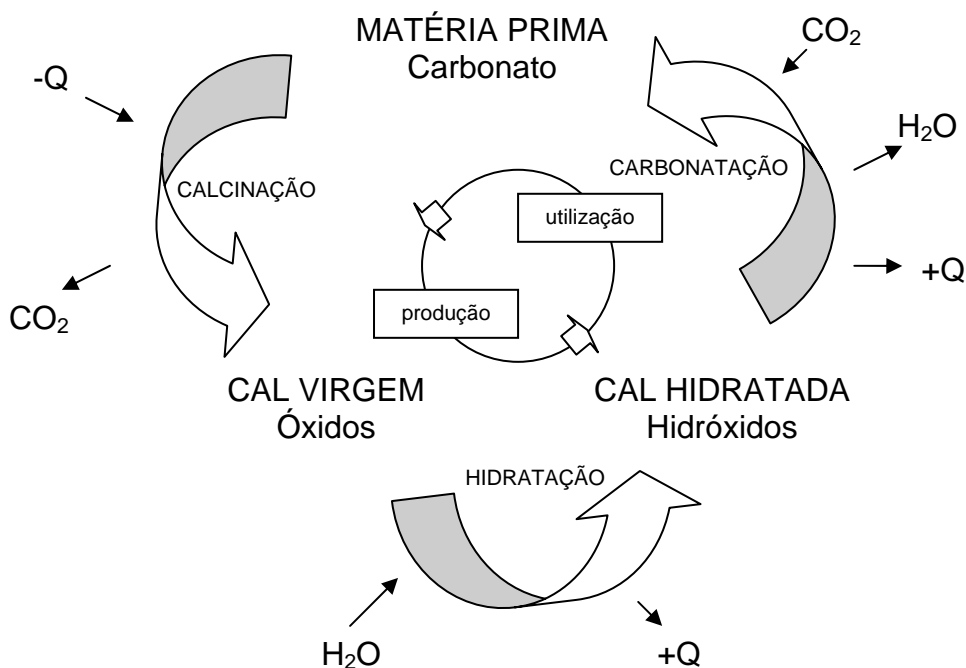 MATÉRIA PRIMA
Carbonato
CO₂
-Q
H₂O
CALCINAÇÃO
CARBONATAÇÃO
utilização
+Q
produção
CO₂
CAL VIRGEM
Óxidos
CAL HIDRATADA
Hidróxidos
HIDRATAÇÃO
H₂O
+Q